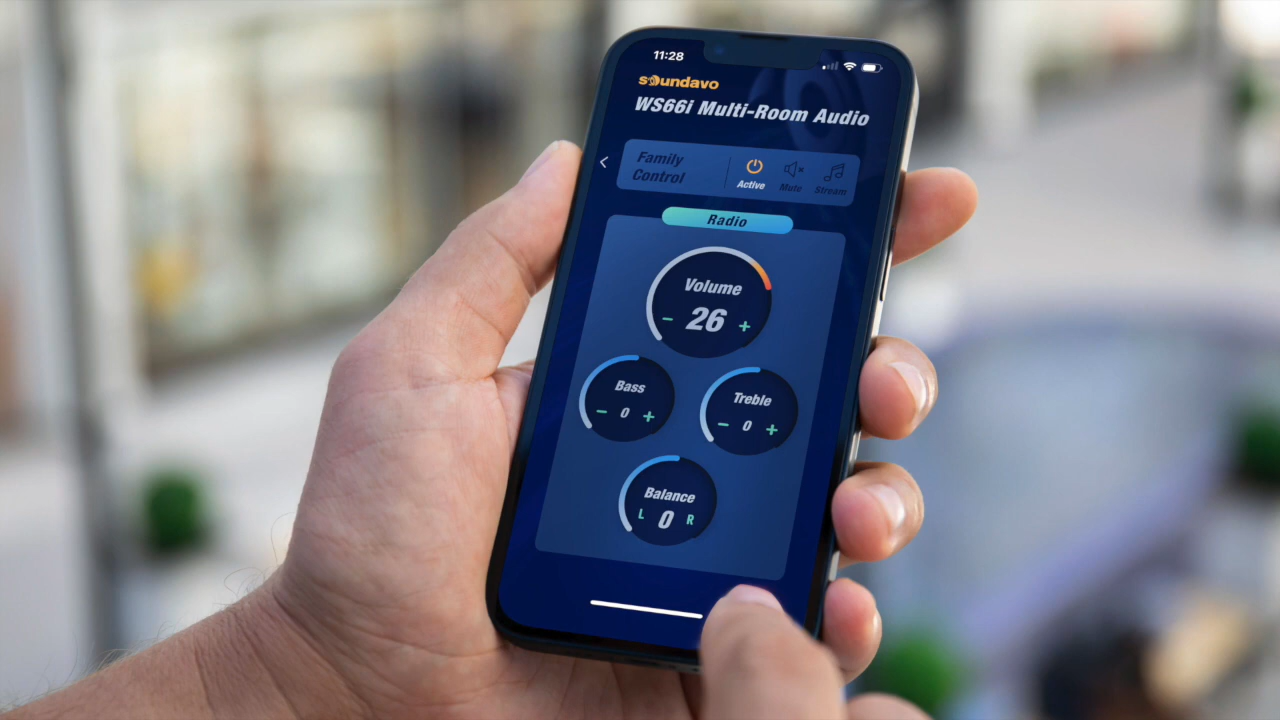 11:28
soundavo
WS66i Multi-Room Audio
Family
Control
Active
Mute
Stream
Radio
Volume
- 26 +
Bass
- 0 +
Treble
- 0 +
Balance
L 0 R